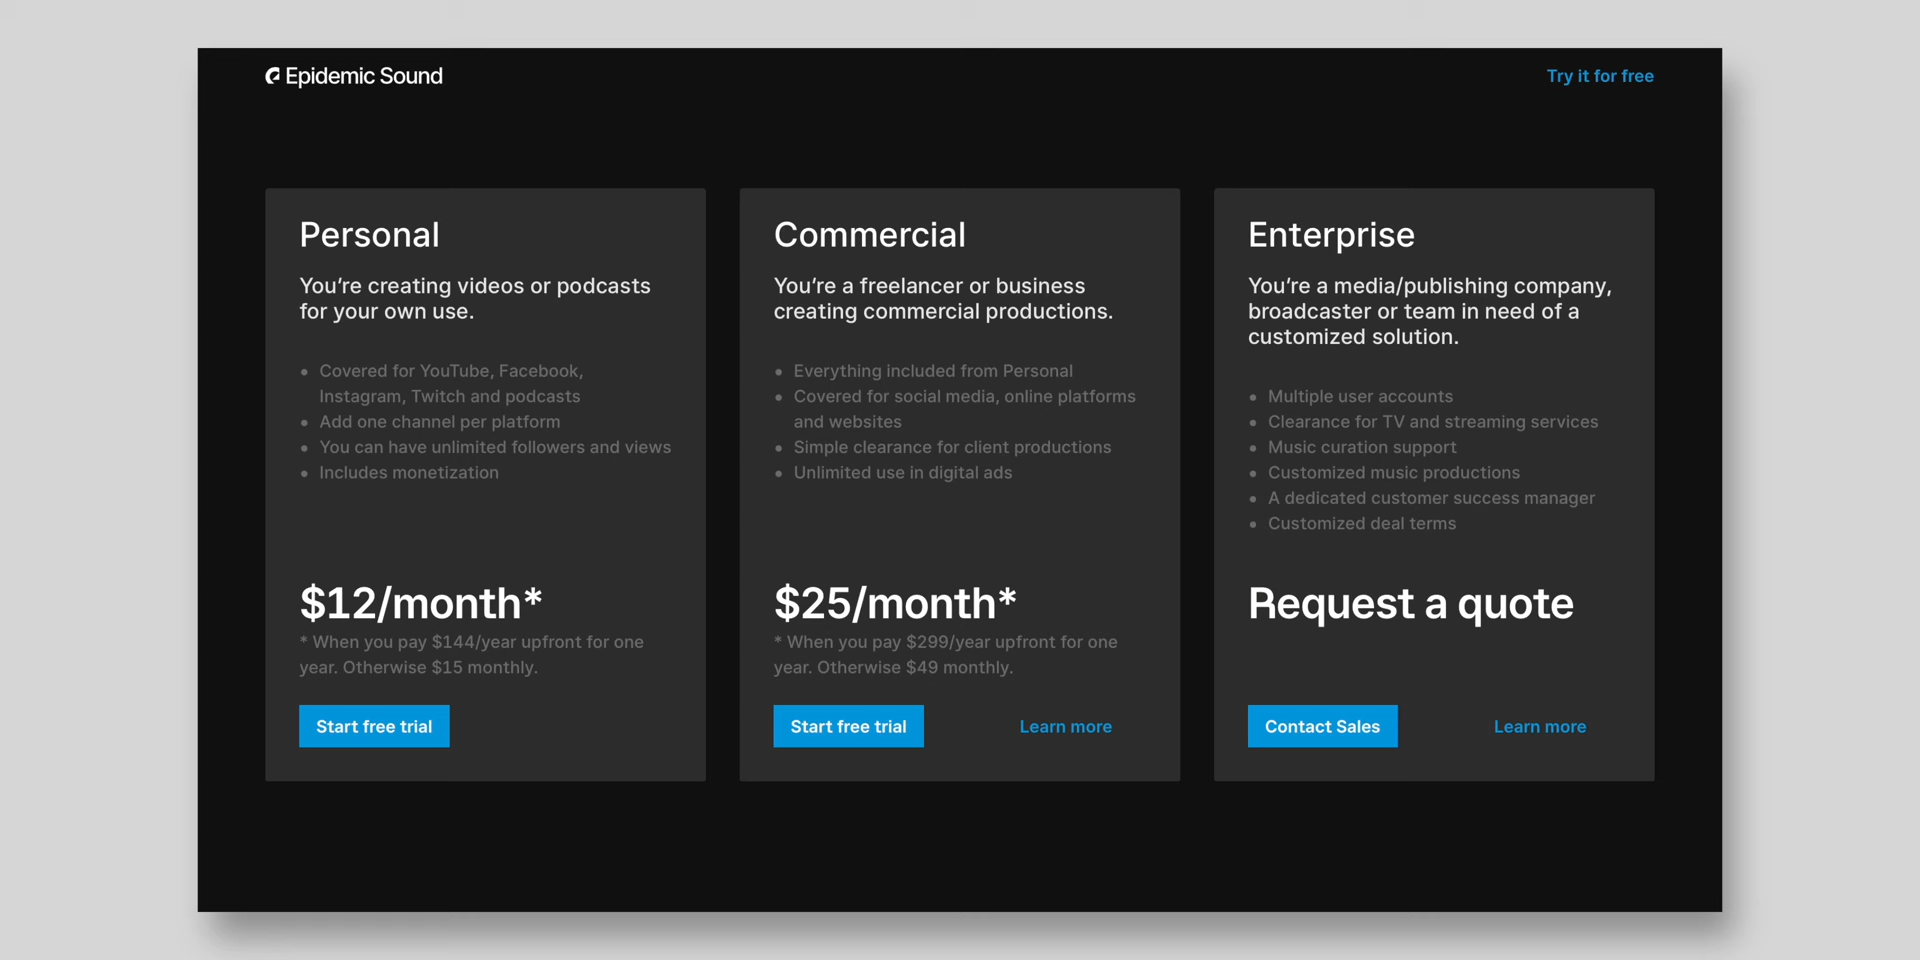 Epidemic Sound
Try it for free
Personal
You’re creating videos or podcasts
for your own use.
• Covered for YouTube, Facebook,
Instagram, Twitch and podcasts
• Add one channel per platform
• You can have unlimited followers and views
• Includes monetization
$12/month*
* When you pay $144/year upfront for one
year. Otherwise $15 monthly.
Start free trial
Commercial
You’re a freelancer or business
creating commercial productions.
• Everything included from Personal
• Covered for social media, online platforms
and websites
• Simple clearance for client productions
• Unlimited use in digital ads
$25/month*
* When you pay $299/year upfront for one
year. Otherwise $49 monthly.
Start free trial
Learn more
Enterprise
You’re a media/publishing company,
broadcaster or team in need of a
customized solution.
• Multiple user accounts
• Clearance for TV and streaming services
• Music curation support
• Customized music productions
• A dedicated customer success manager
• Customized deal terms
Request a quote
Contact Sales
Learn more